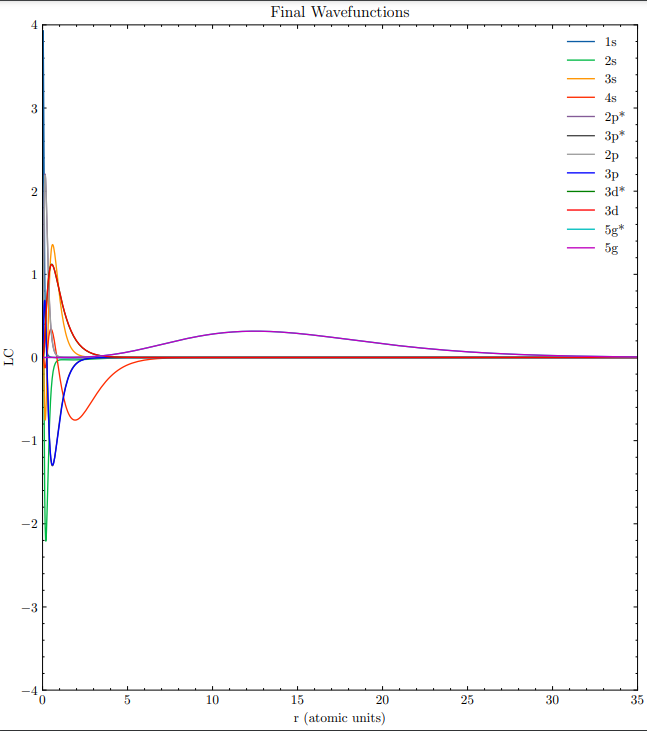 Final Wavefunctions
4
3
2
1
0
−1
−2
−3
−4
LC
1s
2s
3s
4s
2p*
3p*
2p
3p
3d*
3d
5g*
5g
0 5 10 15 20 25 30 35
r (atomic units)